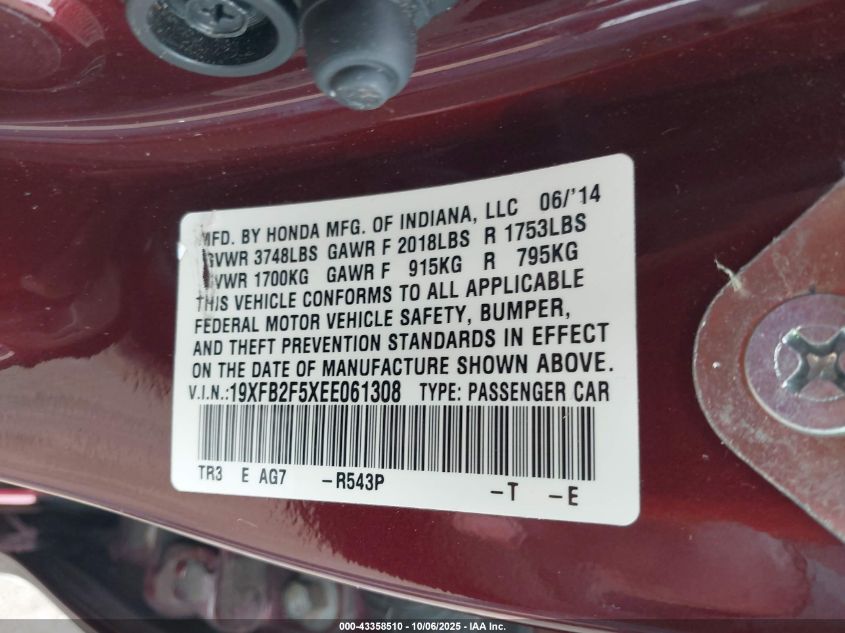 MFD. BY HONDA MFG. OF INDIANA, LLC 06/'14
GVWR 3748LBS GAWR F 2018LBS R 1753LBS
GVWR 1700KG GAWR F 915KG R 795KG
THIS VEHICLE CONFORMS TO ALL APPLICABLE
FEDERAL MOTOR VEHICLE SAFETY, BUMPER,
AND THEFT PREVENTION STANDARDS IN EFFECT
ON THE DATE OF MANUFACTURE SHOWN ABOVE.
V.I.N.:19XFB2F5XEE061308 TYPE: PASSENGER CAR
TR3 E AG7 -R543P -T -E
000-43358510 - 10/06/2025 - IAA Inc.